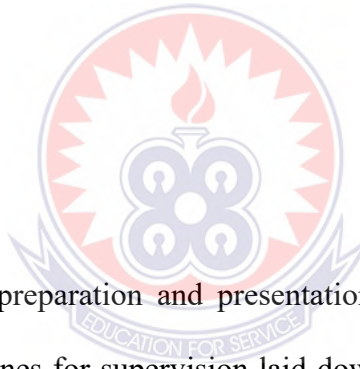 preparation and presentation
EDUCATION FOR SERVICE
nes for supervision laid dow